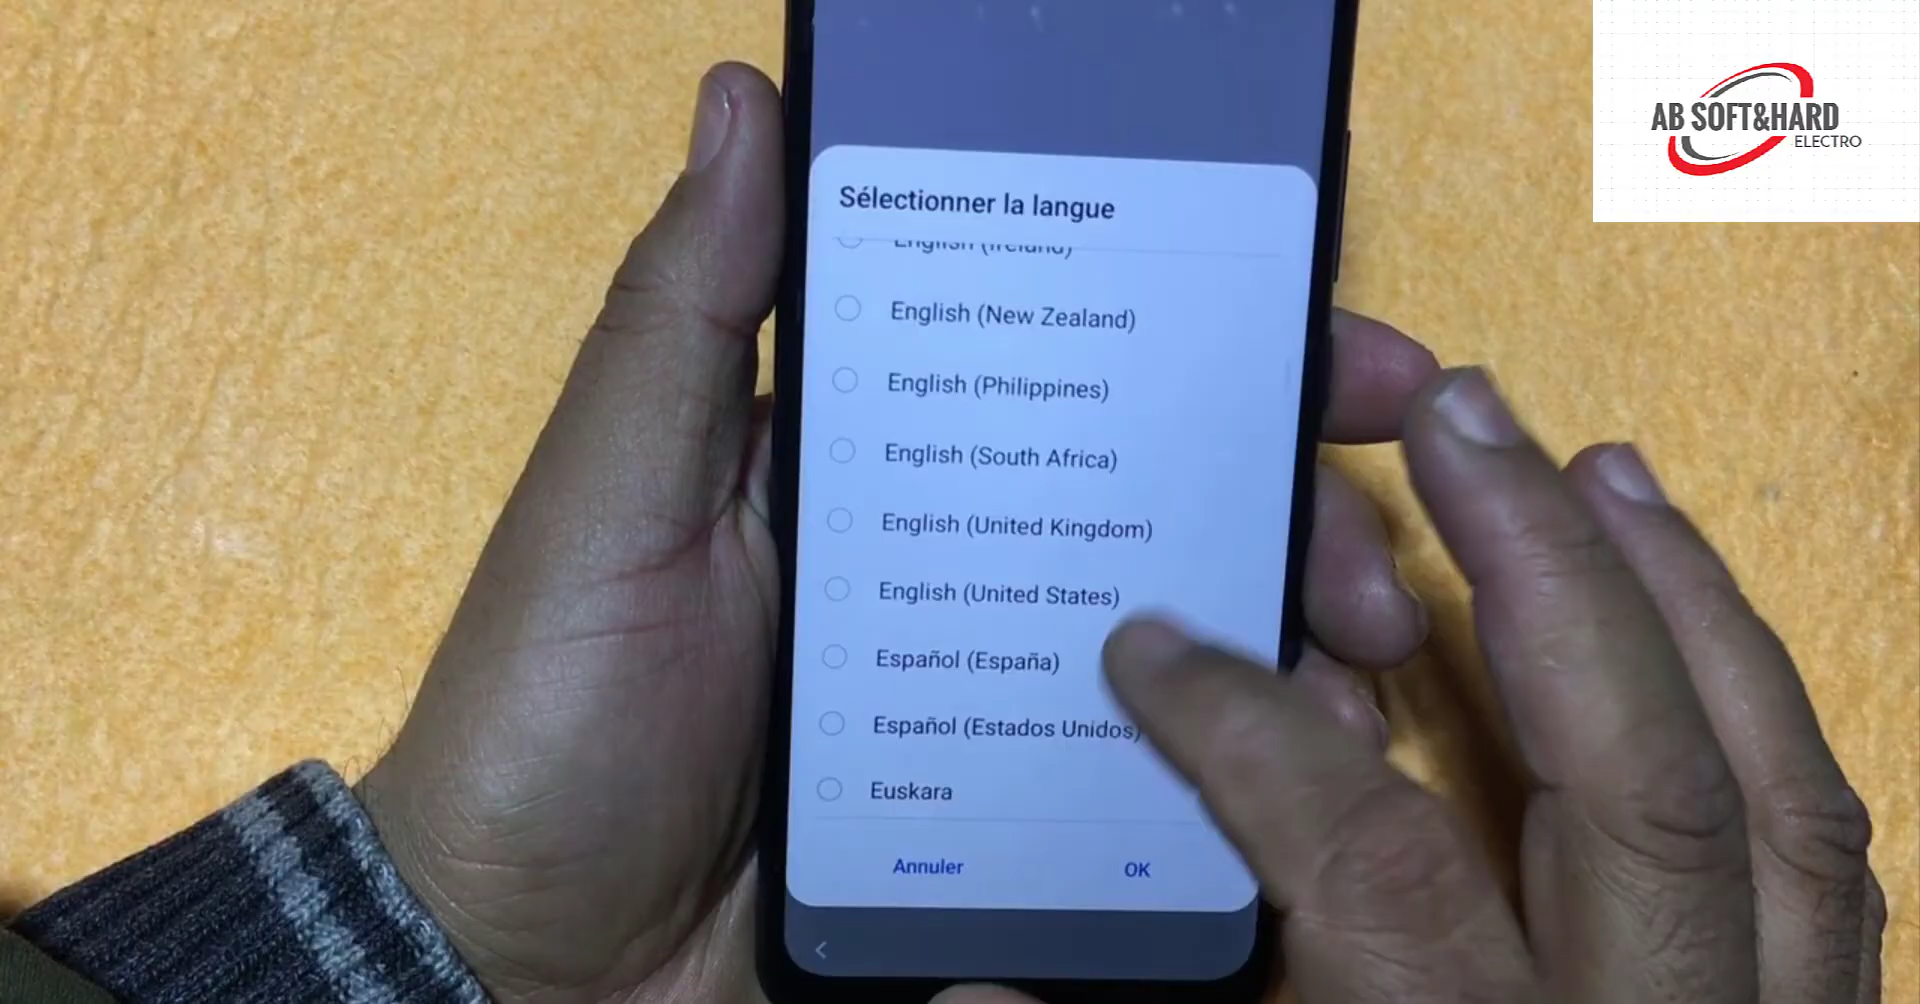 AB SOFT&HARD
ELECTRO
Sélectionner la langue
English (Ireland)
English (New Zealand)
English (Philippines)
English (South Africa)
English (United Kingdom)
English (United States)
Español (España)
Español (Estados Unidos)
Euskara
Annuler
OK